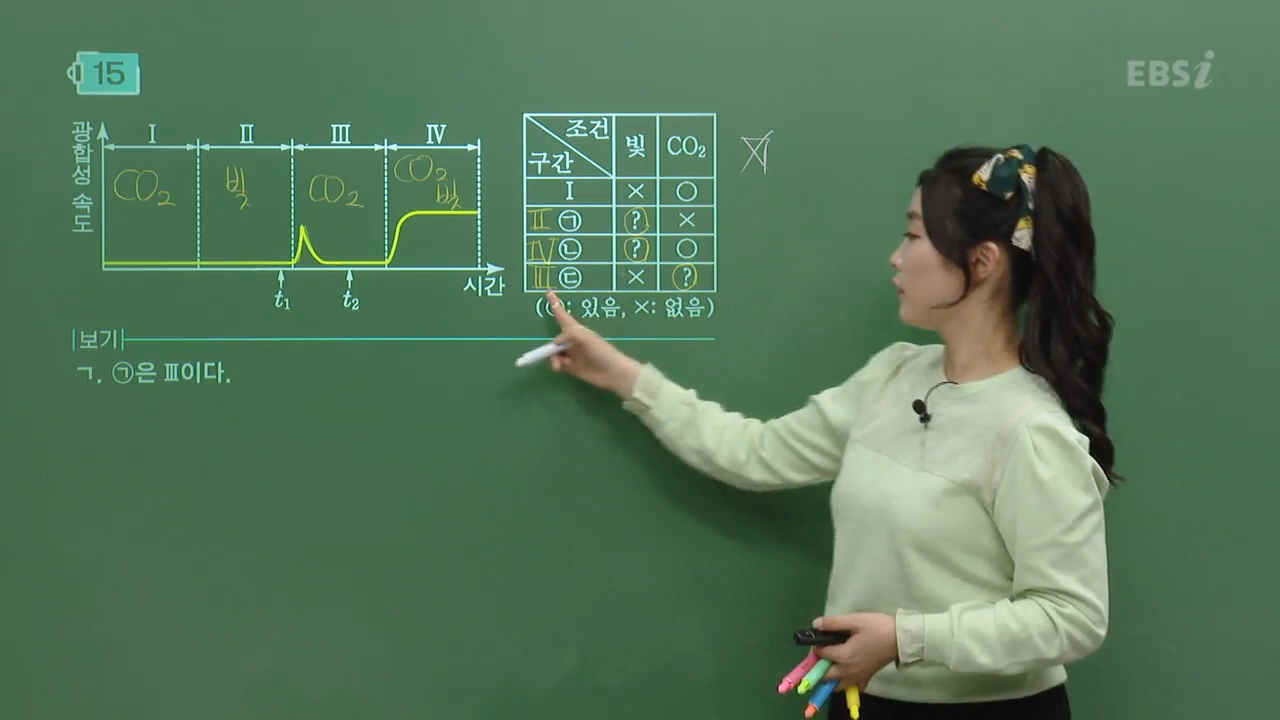 15
EBSi
광합성 속도
Ⅰ Ⅱ Ⅲ Ⅳ
CO₂ 빛 CO₂ CO₂ 빛
t₁ t₂ 시간
조건 빛 CO₂
구간
Ⅰ × ○
Ⅱ ㉠ ? ×
Ⅳ ㉡ ? ○
Ⅲ ㉢ × ?
: 있음, ×: 없음)
보기
ㄱ. ㉠은 Ⅲ이다.